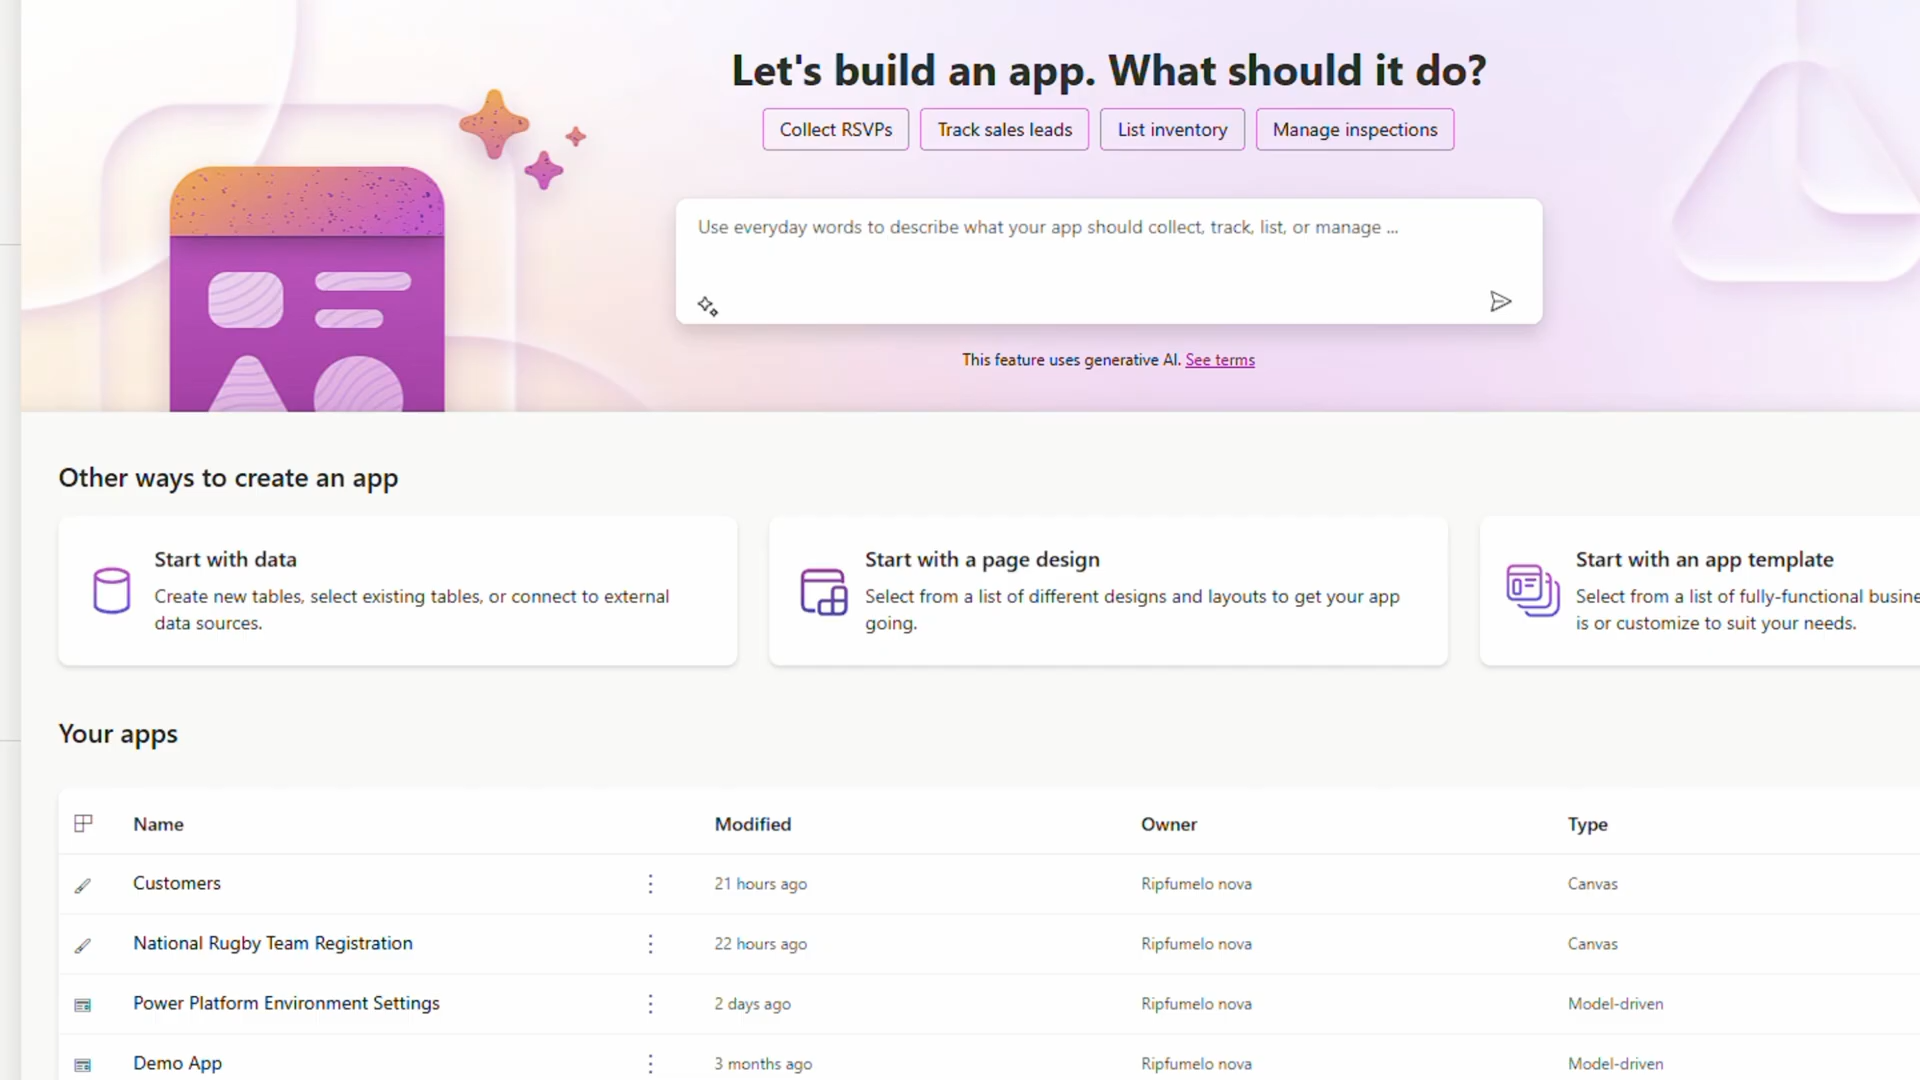 Let's build an app. What should it do?
Collect RSVPs
Track sales leads
List inventory
Manage inspections
Use everyday words to describe what your app should collect, track, list, or manage ...
This feature uses generative AI. See terms
Other ways to create an app
Start with data
Create new tables, select existing tables, or connect to external
data sources.
Start with a page design
Select from a list of different designs and layouts to get your app
going.
Start with an app template
Select from a list of fully-functional busine
is or customize to suit your needs.
Your apps
Name Modified Owner Type
Customers 21 hours ago Ripfumelo nova Canvas
National Rugby Team Registration 22 hours ago Ripfumelo nova Canvas
Power Platform Environment Settings 2 days ago Ripfumelo nova Model-driven
Demo App 3 months ago Ripfumelo nova Model-driven